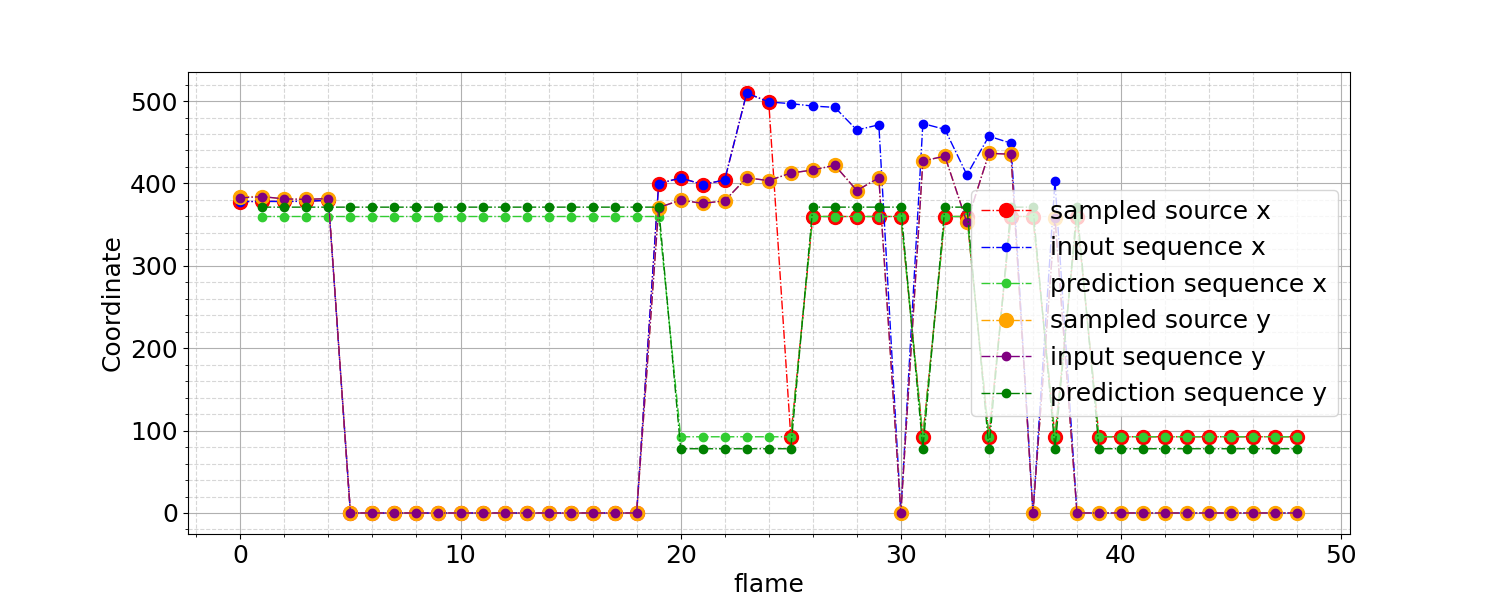 500
400
300
200
100
0
Coordinate
0 10 20 30 40 50
flame
sampled source x
input sequence x
prediction sequence x
sampled source y
input sequence y
prediction sequence y